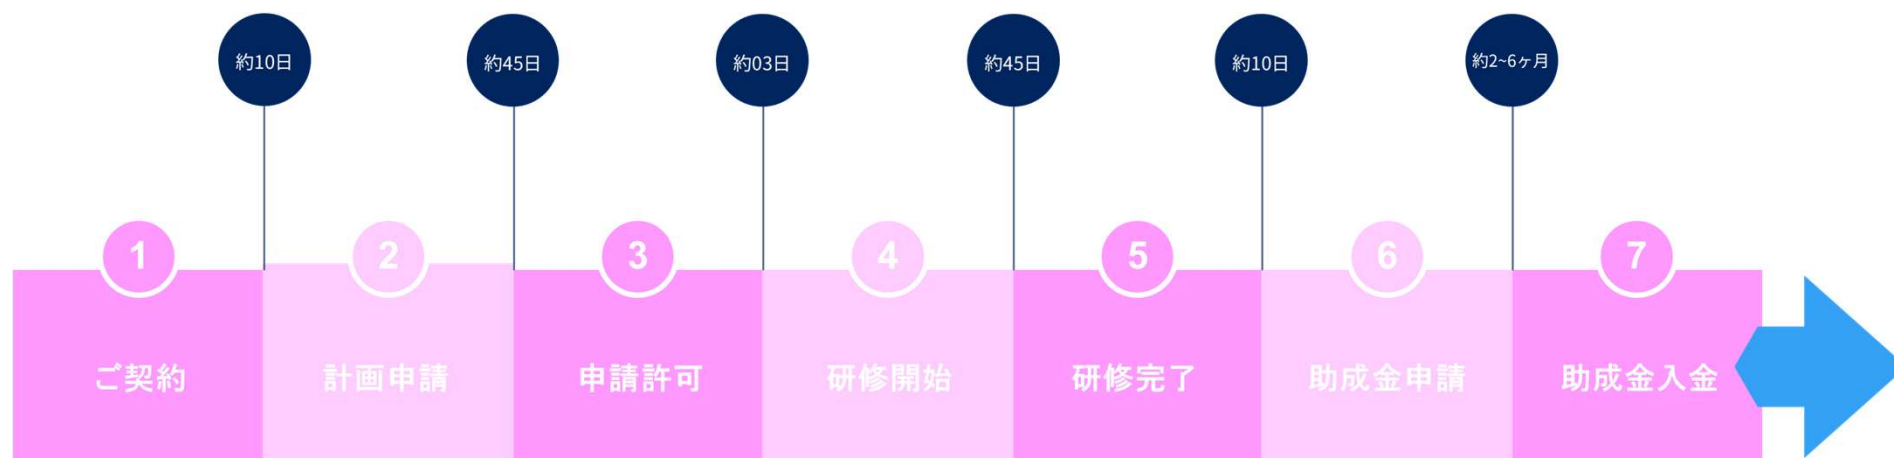 約10日
約45日
約03日
約45日
約10日
約2~6ヶ月
1
2
3
4
5
6
7
ご契約
計画申請
申請許可
研修開始
研修完了
助成金申請
助成金入金